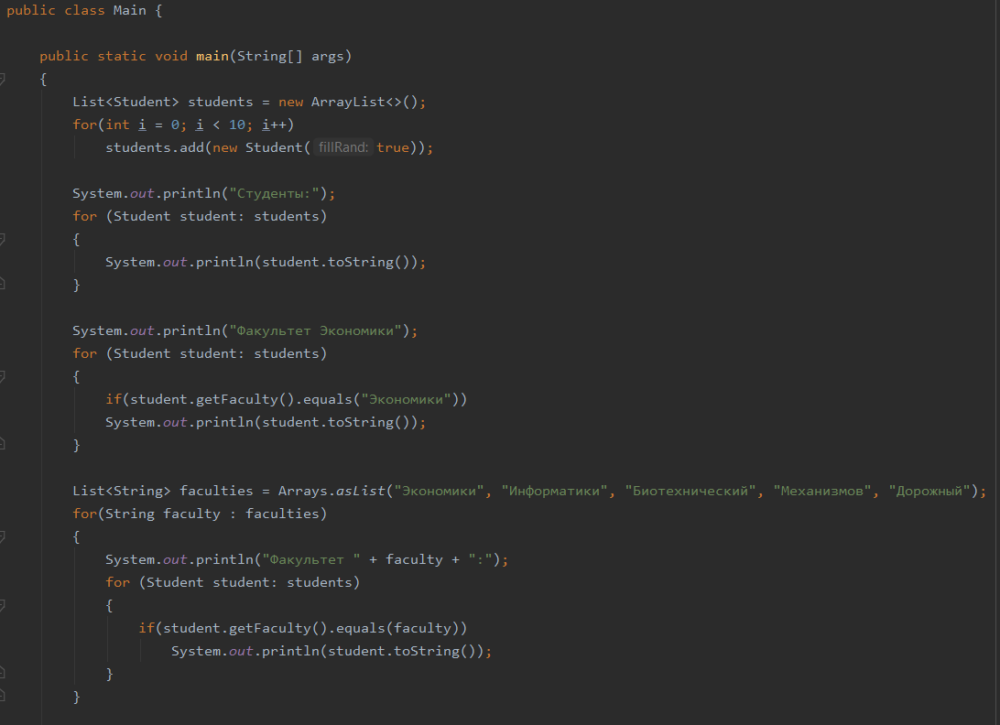 public class Main {
public static void main(String[] args)
{
List<Student> students = new ArrayList<>();
for(int i = 0; i < 10; i++)
students.add(new Student( fillRand: true));
System.out.println("Студенты:");
for (Student student: students)
{
System.out.println(student.toString());
}
System.out.println("Факультет Экономики");
for (Student student: students)
{
if(student.getFaculty().equals("Экономики"))
System.out.println(student.toString());
}
List<String> faculties = Arrays.asList("Экономики", "Информатики", "Биотехнический", "Механизмов", "Дорожный");
for(String faculty : faculties)
{
System.out.println("Факультет " + faculty + ":");
for (Student student: students)
{
if(student.getFaculty().equals(faculty))
System.out.println(student.toString());
}
}